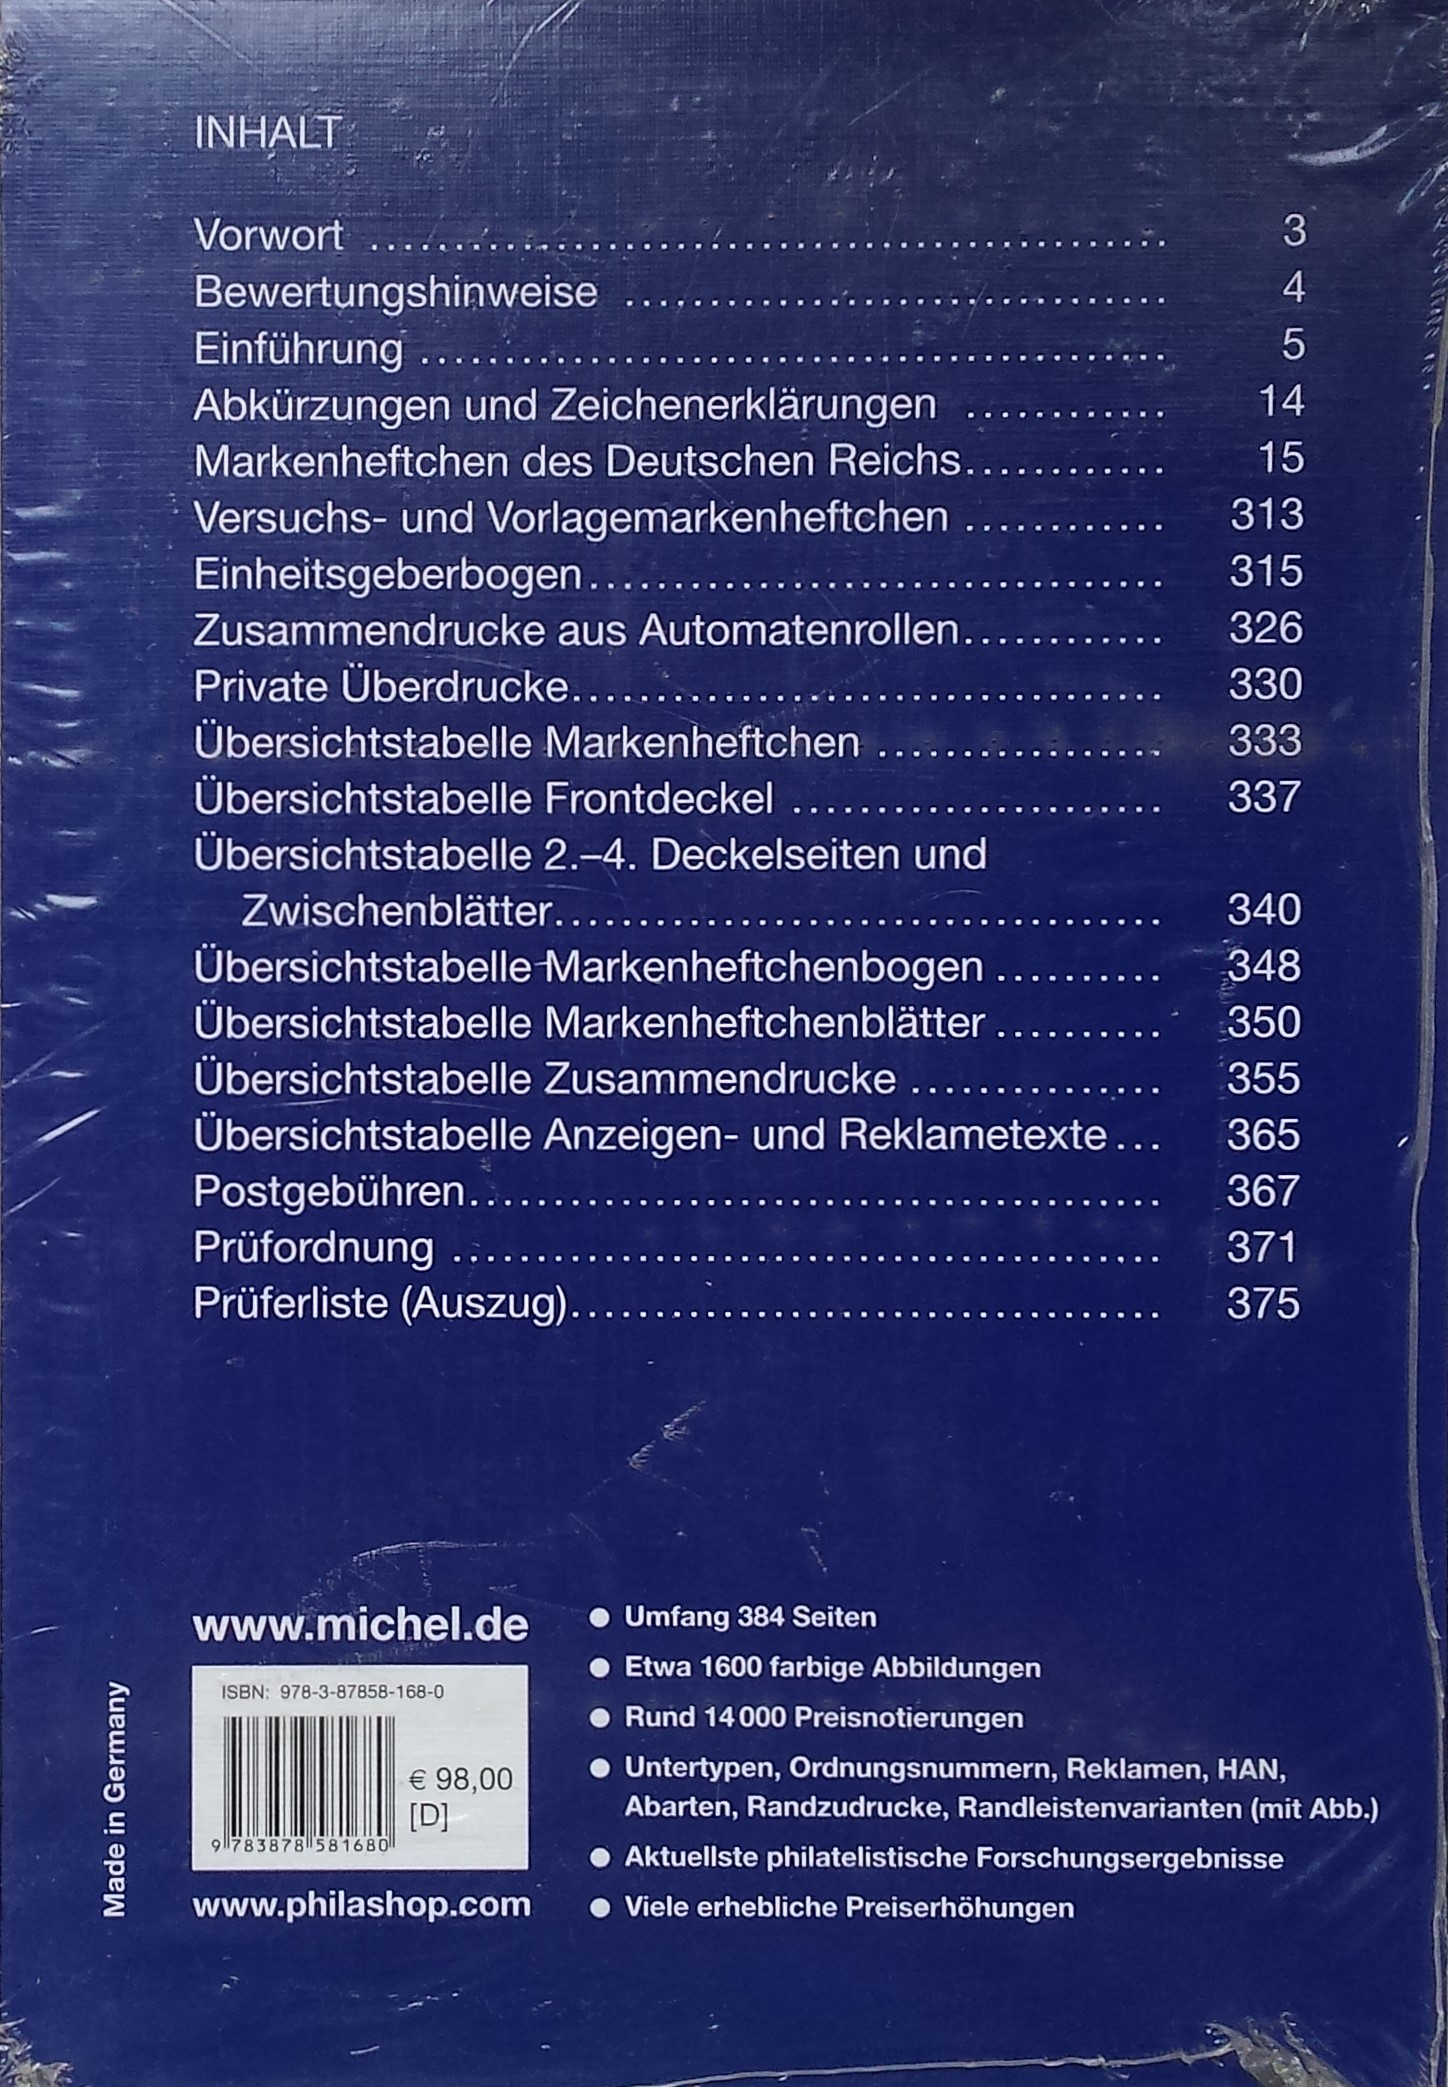 INHALT
Vorwort ................................................ 3
Bewertungshinweise ................................. 4
Einführung ............................................. 5
Abkürzungen und Zeichenerklärungen ............ 14
Markenheftchen des Deutschen Reichs............ 15
Versuchs- und Vorlagemarkenheftchen ............ 313
Einheitsgeberbogen................................... 315
Zusammendrucke aus Automatenrollen............ 326
Private Überdrucke.................................... 330
Übersichtstabelle Markenheftchen ................. 333
Übersichtstabelle Frontdeckel ....................... 337
Übersichtstabelle 2.–4. Deckelseiten und
Zwischenblätter..................................... 340
Übersichtstabelle Markenheftchenbogen .......... 348
Übersichtstabelle Markenheftchenblätter .......... 350
Übersichtstabelle Zusammendrucke ............... 355
Übersichtstabelle Anzeigen- und Reklametexte... 365
Postgebühren.......................................... 367
Prüfordnung ........................................... 371
Prüferliste (Auszug).................................... 375
www.michel.de
ISBN: 978-3-87858-168-0
€ 98,00
[D]
9 783878 581680
www.philashop.com
Made in Germany
● Umfang 384 Seiten
● Etwa 1600 farbige Abbildungen
● Rund 14 000 Preisnotierungen
● Untertypen, Ordnungsnummern, Reklamen, HAN,
Abarten, Randzudrucke, Randleistenvarianten (mit Abb.)
● Aktuellste philatelistische Forschungsergebnisse
● Viele erhebliche Preiserhöhungen